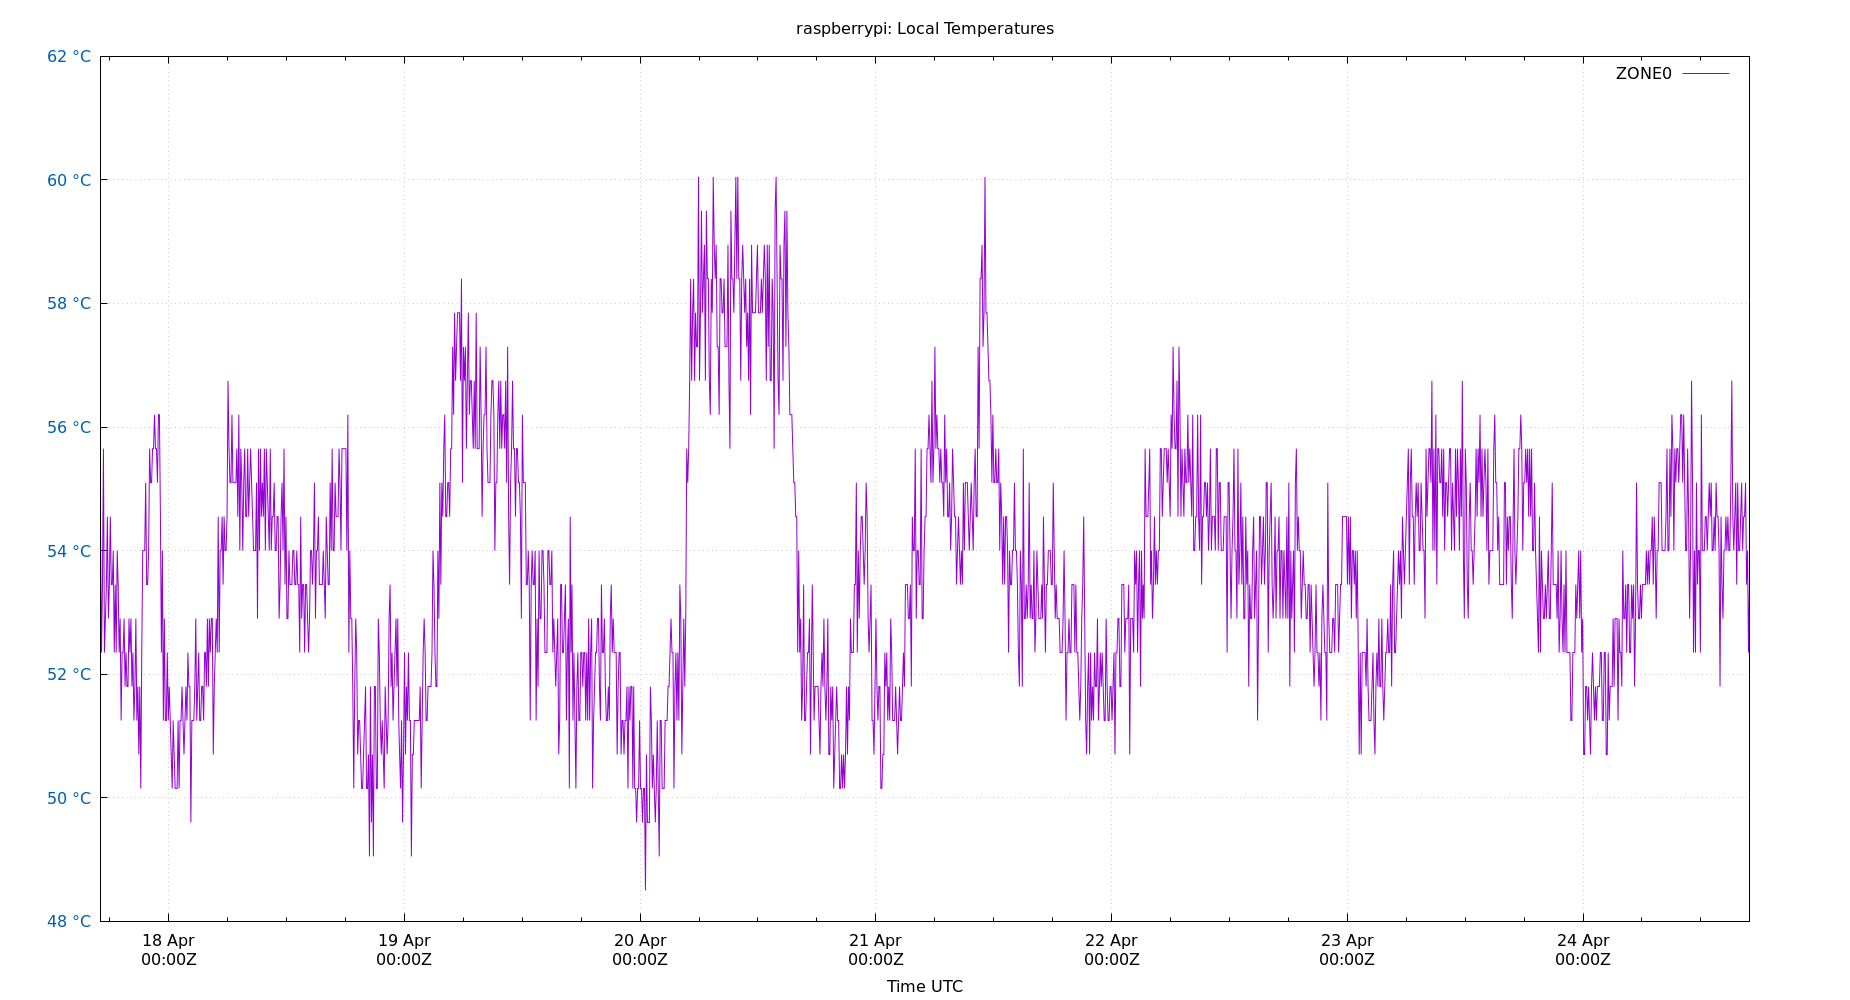 raspberrypi: Local Temperatures
62 °C
ZONE0
60 °C
58 °C
56 °C
54 °C
52 °C
50 °C
48 °C
18 Apr 19 Apr 20 Apr 21 Apr 22 Apr 23 Apr 24 Apr
00:00Z 00:00Z 00:00Z 00:00Z 00:00Z 00:00Z 00:00Z
Time UTC